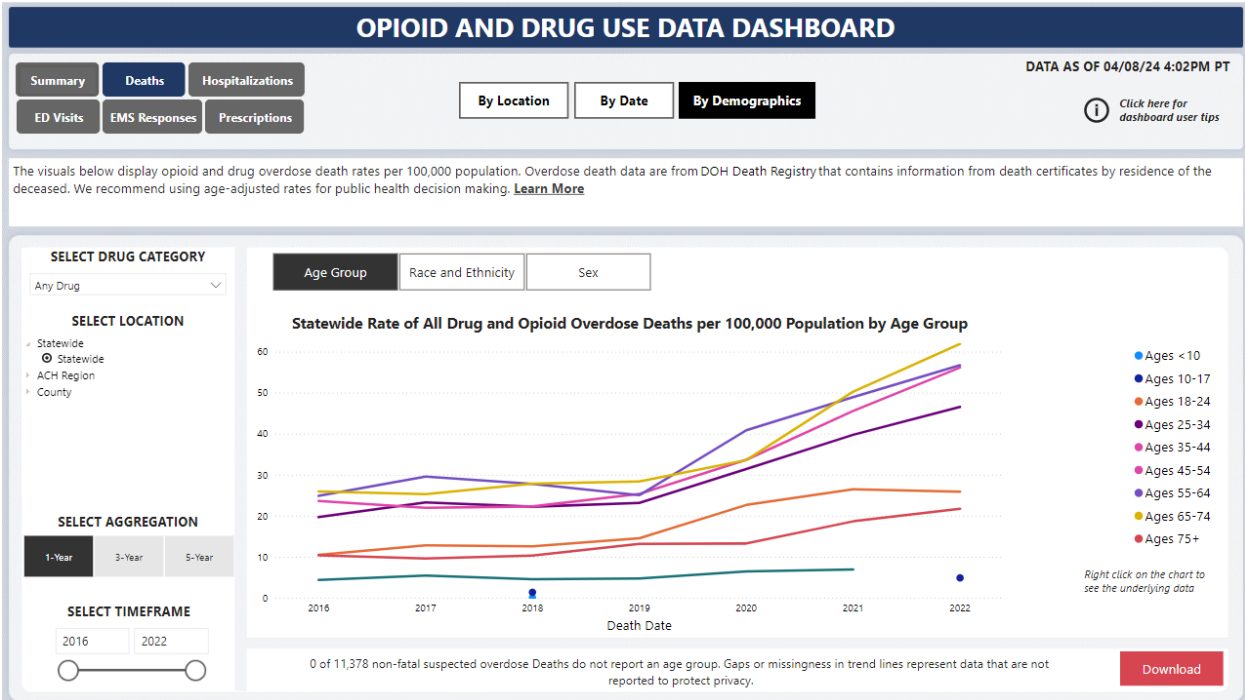 OPIOID AND DRUG USE DATA DASHBOARD
DATA AS OF 04/08/24 4:02PM PT
Summary
Deaths
Hospitalizations
ED Visits
EMS Responses
Prescriptions
By Location
By Date
By Demographics
Click here for
dashboard user tips
The visuals below display opioid and drug overdose death rates per 100,000 population. Overdose death data are from DOH Death Registry that contains information from death certificates by residence of the
deceased. We recommend using age-adjusted rates for public health decision making. Learn More
SELECT DRUG CATEGORY
Any Drug
SELECT LOCATION
Statewide
Statewide
ACH Region
County
SELECT AGGREGATION
1-Year
3-Year
5-Year
SELECT TIMEFRAME
2016
2022
Age Group
Race and Ethnicity
Sex
Statewide Rate of All Drug and Opioid Overdose Deaths per 100,000 Population by Age Group
60
50
40
30
20
10
0
2016
2017
2018
2019
2020
2021
2022
Death Date
Ages <10
Ages 10-17
Ages 18-24
Ages 25-34
Ages 35-44
Ages 45-54
Ages 55-64
Ages 65-74
Ages 75+
Right click on the chart to
see the underlying data
0 of 11,378 non-fatal suspected overdose Deaths do not report an age group. Gaps or missingness in trend lines represent data that are not
reported to protect privacy.
Download